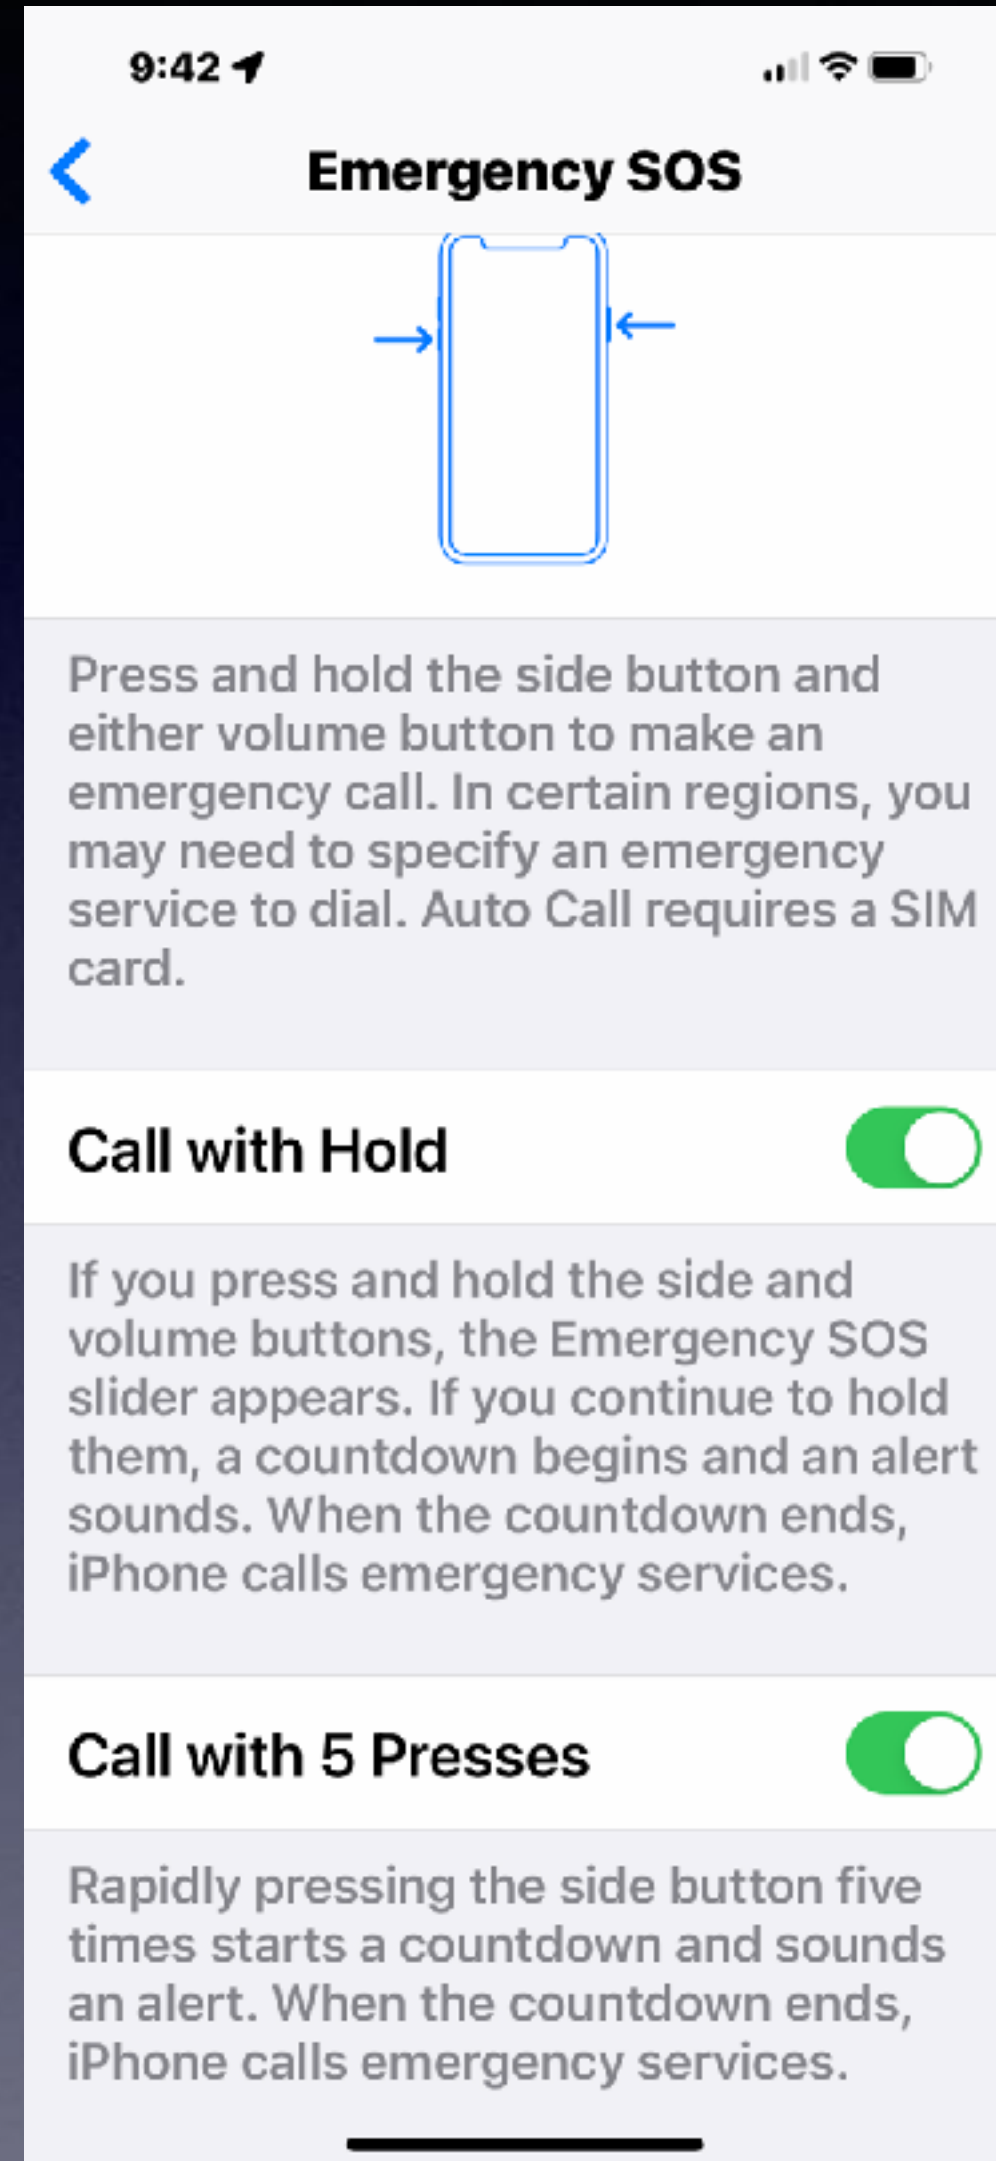 9:42
Emergency SOS
Press and hold the side button and
either volume button to make an
emergency call. In certain regions, you
may need to specify an emergency
service to dial. Auto Call requires a SIM
card.
Call with Hold
If you press and hold the side and
volume buttons, the Emergency SOS
slider appears. If you continue to hold
them, a countdown begins and an alert
sounds. When the countdown ends,
iPhone calls emergency services.
Call with 5 Presses
Rapidly pressing the side button five
times starts a countdown and sounds
an alert. When the countdown ends,
iPhone calls emergency services.